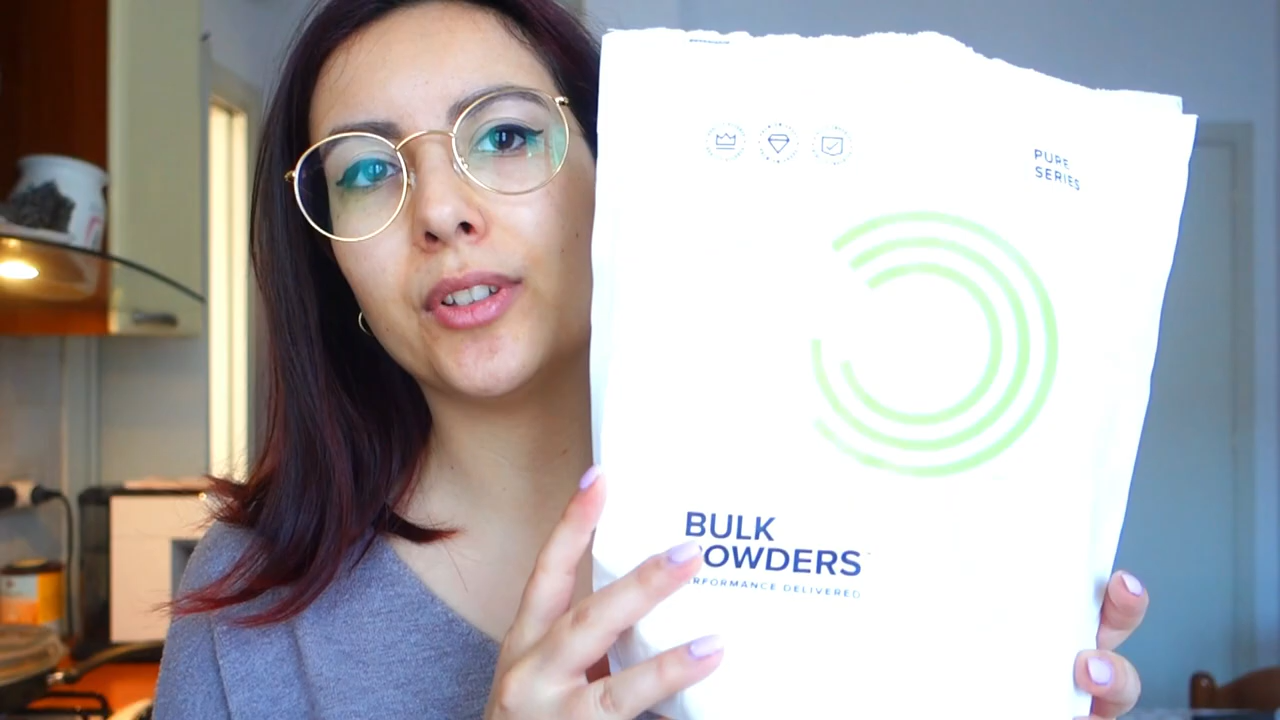 PURE
SERIES
BULK
POWDERS
PERFORMANCE DELIVERED